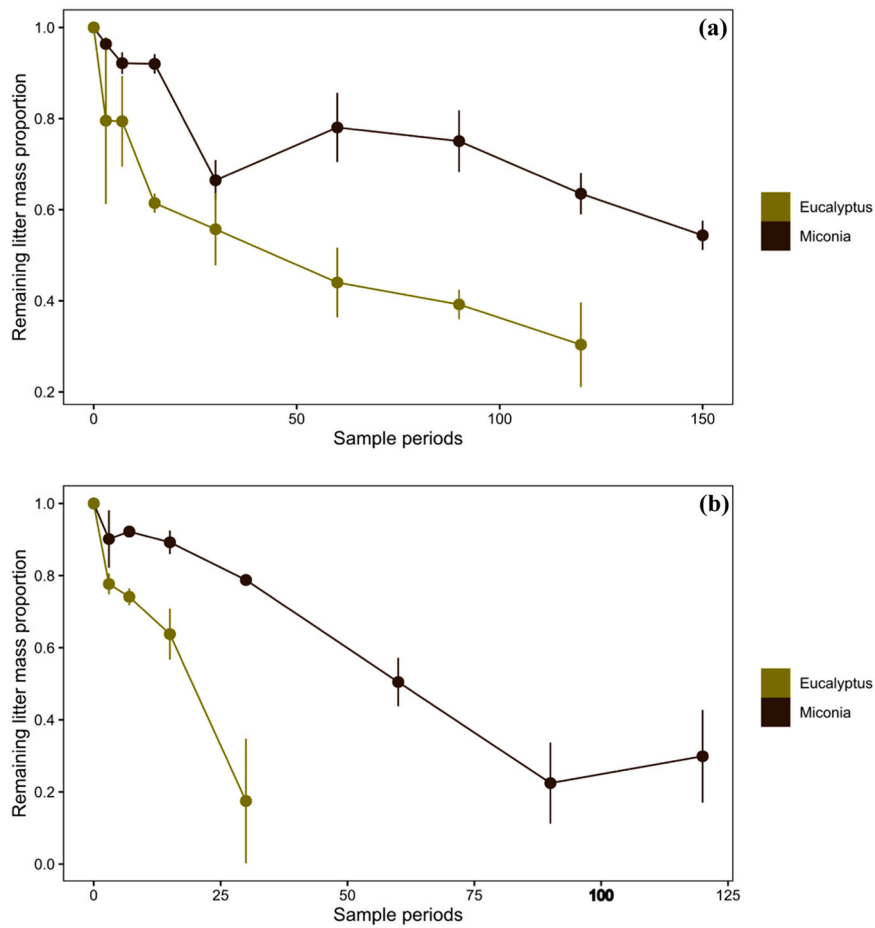 (a)
1.0
0.8
0.6
0.4
0.2
Remaining litter mass proportion
0
50
100
150
Sample periods
Eucalyptus
Miconia
(b)
1.0
0.8
0.6
0.4
0.2
0.0
Remaining litter mass proportion
0
25
50
75
100
125
Sample periods
Eucalyptus
Miconia